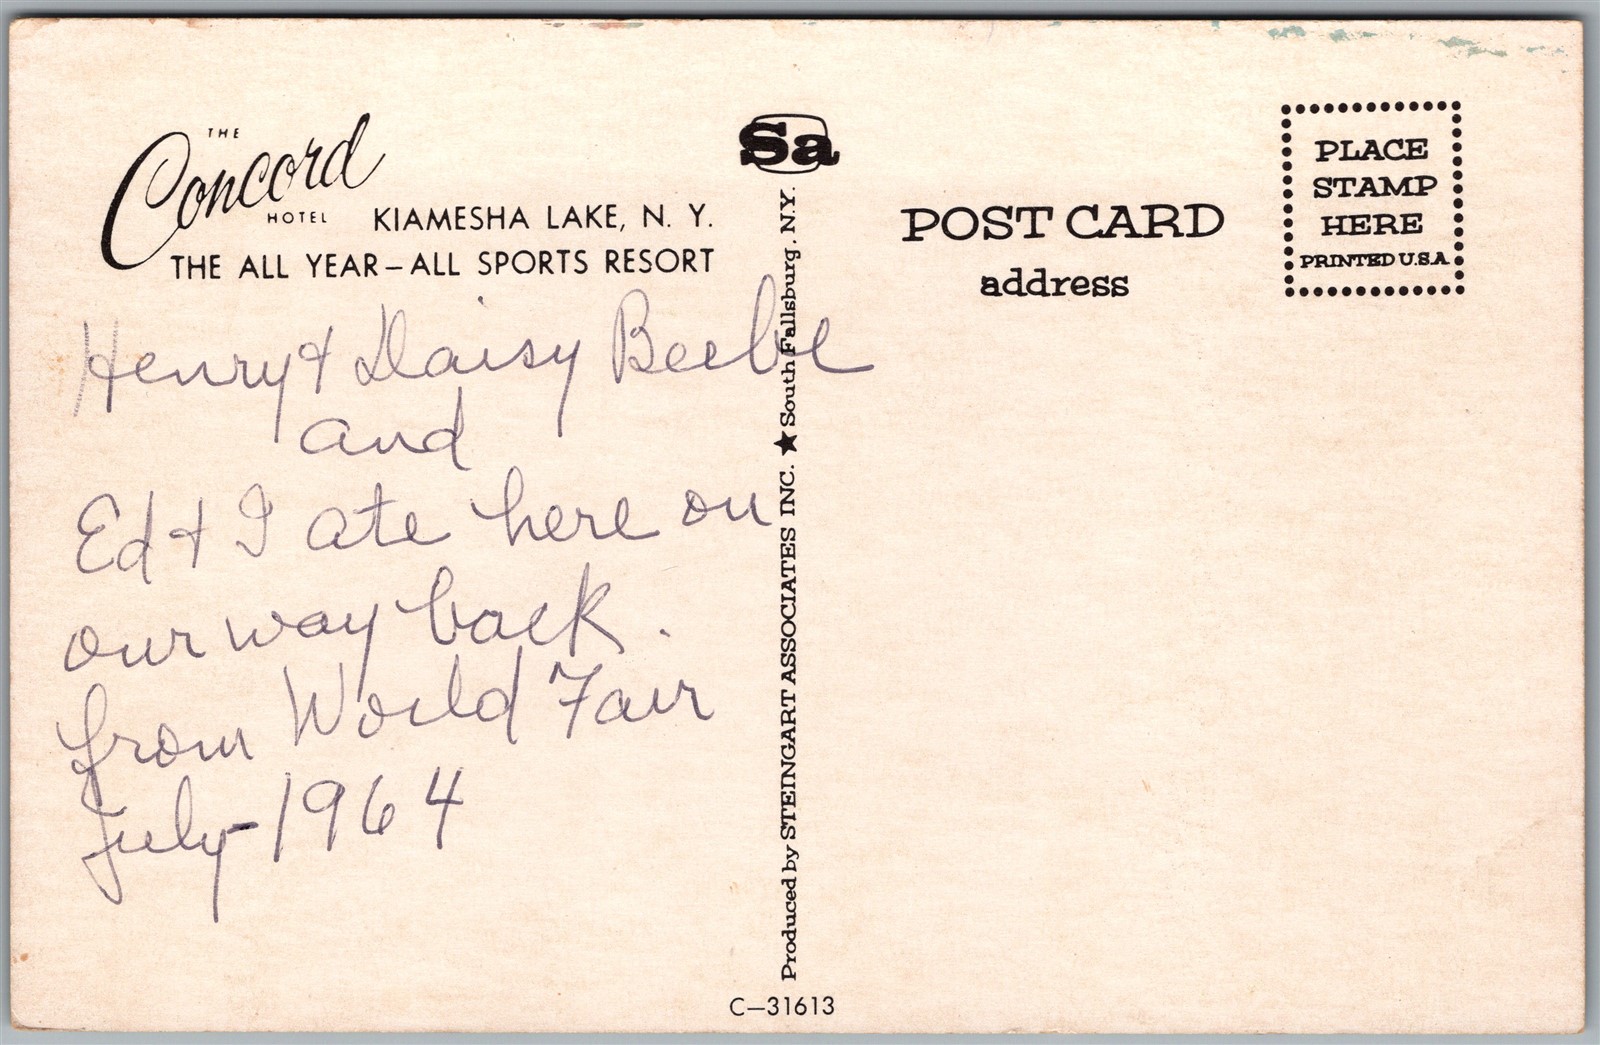 THE
Concord
HOTEL
KIAMESHA LAKE, N. Y.
THE ALL YEAR–ALL SPORTS RESORT
Henry & Daisy Beebe
and
Ed & I ate here on
our way back.
from World Fair
July-1964
Sa
Produced by STEINGART ASSOCIATES INC. ★ South Fallsburg, N.Y.
C–31613
POST CARD
address
PLACE
STAMP
HERE
PRINTED U.S.A.